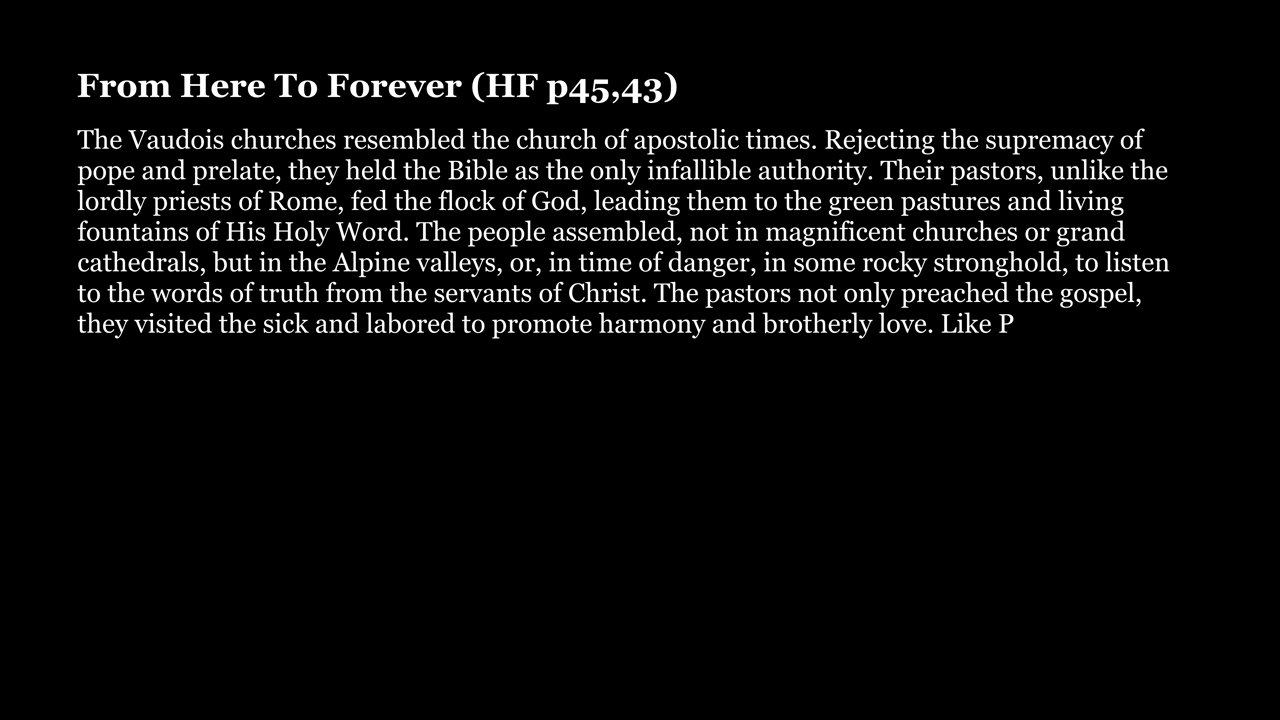 From Here To Forever (HF p45,43)
The Vaudois churches resembled the church of apostolic times. Rejecting the supremacy of
pope and prelate, they held the Bible as the only infallible authority. Their pastors, unlike the
lordly priests of Rome, fed the flock of God, leading them to the green pastures and living
fountains of His Holy Word. The people assembled, not in magnificent churches or grand
cathedrals, but in the Alpine valleys, or, in time of danger, in some rocky stronghold, to listen
to the words of truth from the servants of Christ. The pastors not only preached the gospel,
they visited the sick and labored to promote harmony and brotherly love. Like P